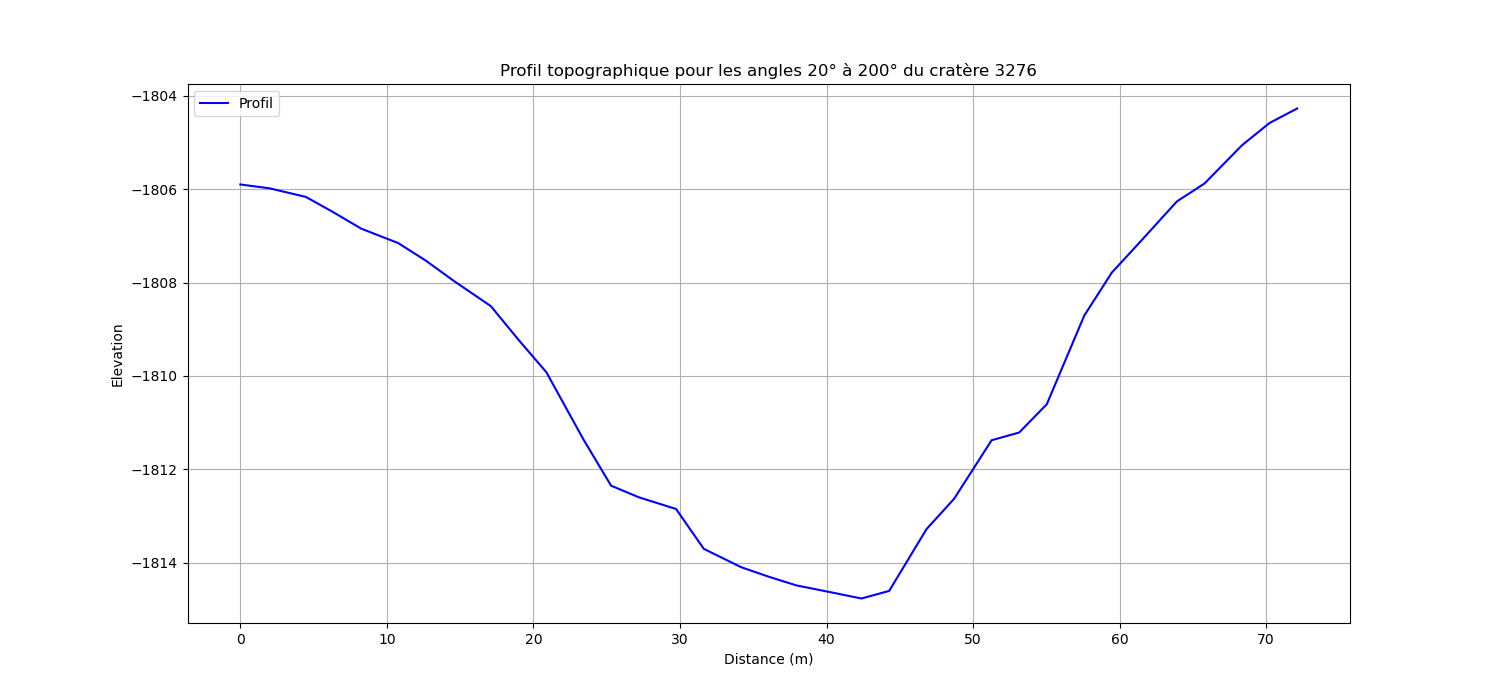 Profil topographique pour les angles 20° à 200° du cratère 3276
Profil
−1804
−1806
−1808
−1810
−1812
−1814
Elevation
0 10 20 30 40 50 60 70
Distance (m)